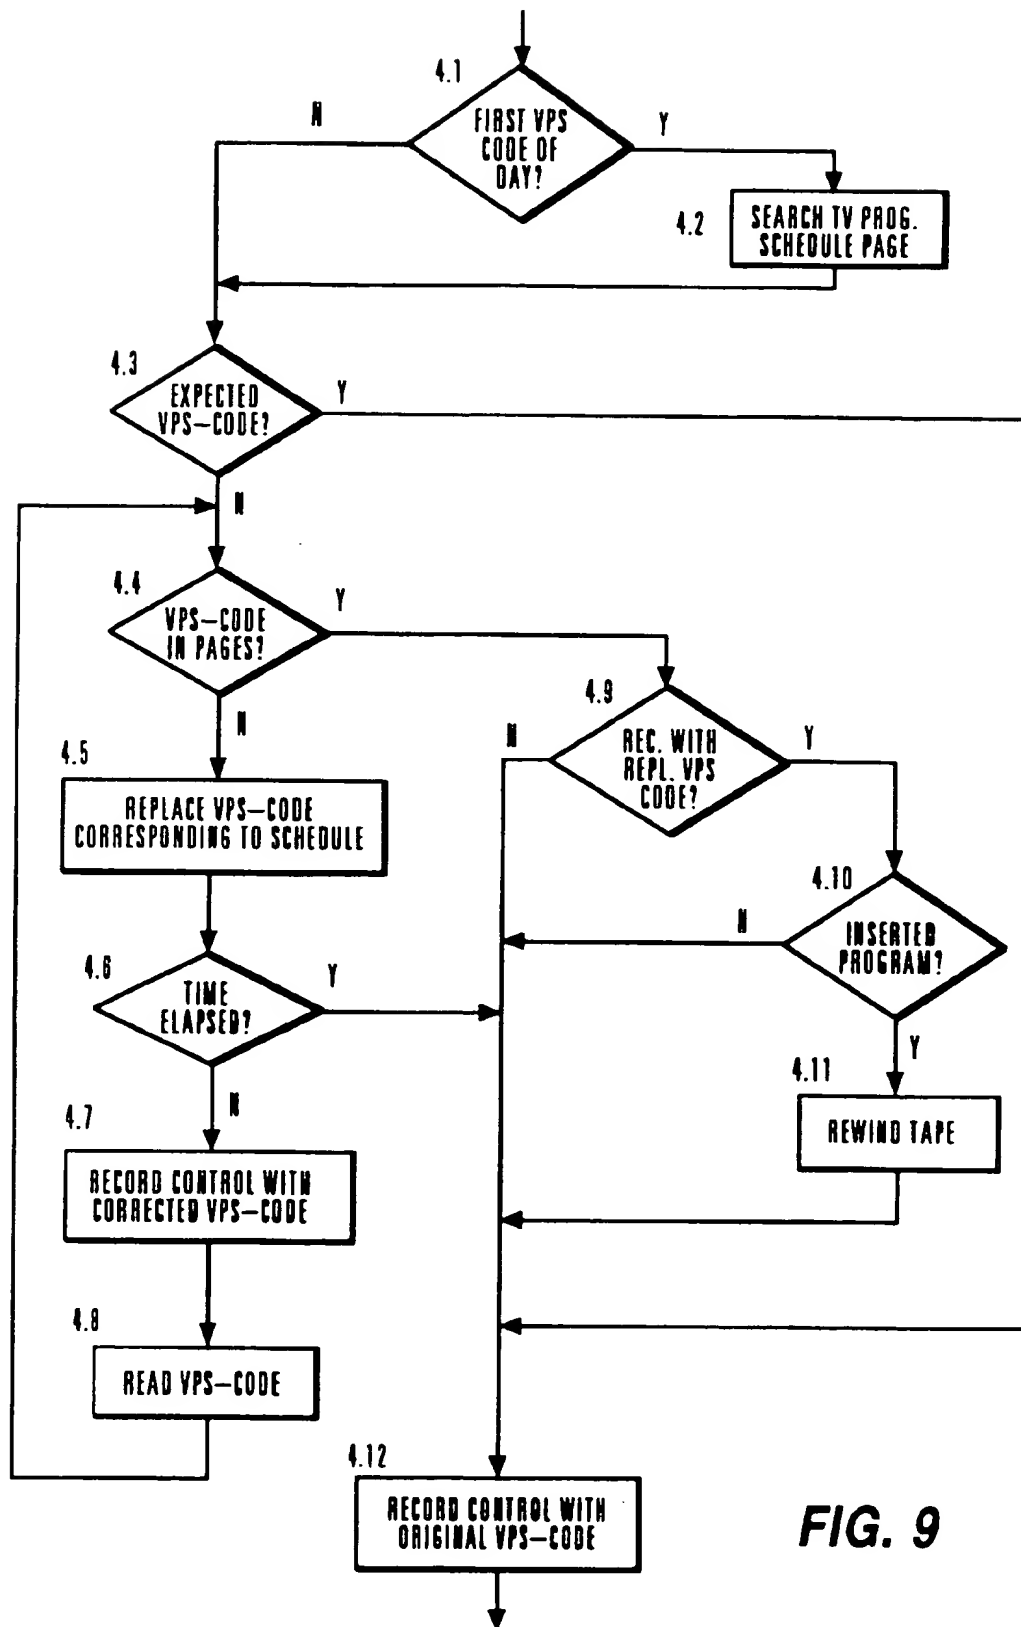 4.1
FIRST VPS
CODE OF
DAY?
N
Y
4.2
SEARCH TV PROG.
SCHEDULE PAGE
4.3
EXPECTED
VPS-CODE?
Y
N
4.4
VPS-CODE
IN PAGES?
Y
N
4.9
REC. WITH
REPL. VPS
CODE?
N
Y
4.5
REPLACE VPS-CODE
CORRESPONDING TO SCHEDULE
4.10
INSERTED
PROGRAM?
N
Y
4.6
TIME
ELAPSED?
Y
N
4.11
REWIND TAPE
4.7
RECORD CONTROL WITH
CORRECTED VPS-CODE
4.8
READ VPS-CODE
4.12
RECORD CONTROL WITH
ORIGINAL VPS-CODE
FIG. 9